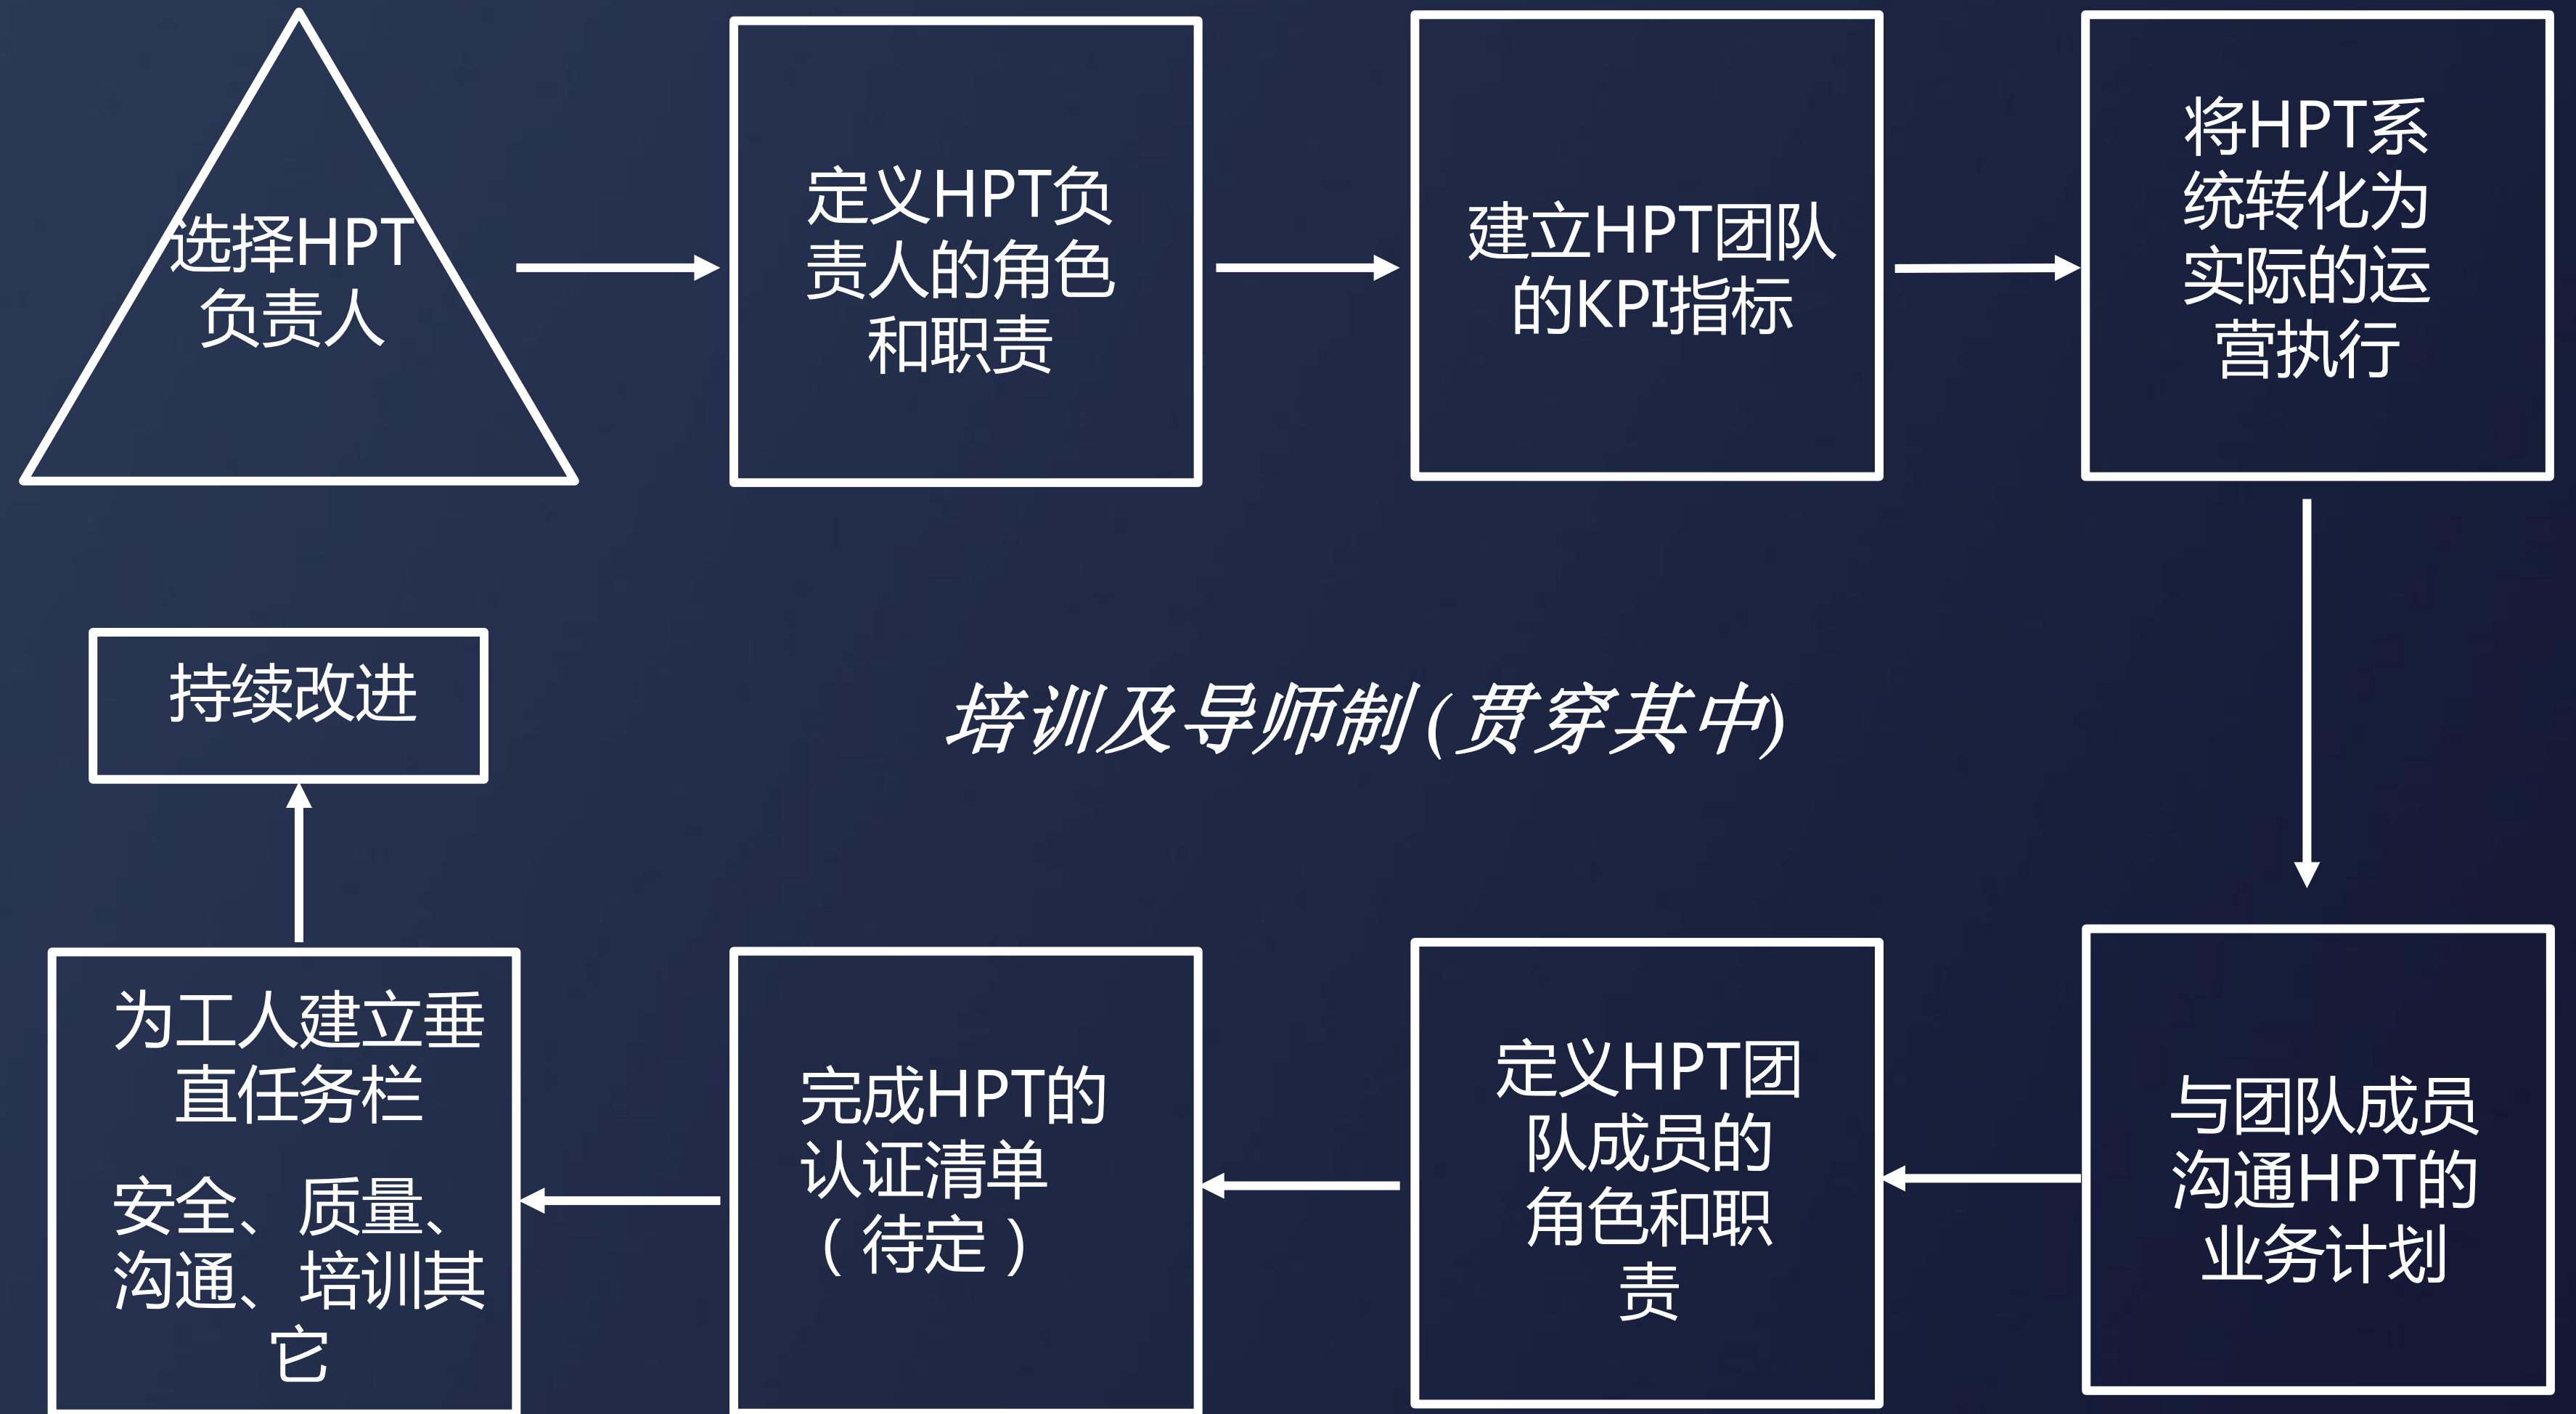 选择HPT
负责人
定义HPT负
责人的角色
和职责
建立HPT团队
的KPI指标
将HPT系
统转化为
实际的运
营执行
持续改进
培训及导师制 (贯穿其中)
为工人建立垂
直任务栏
安全、质量、
沟通、培训其
它
完成HPT的
认证清单
（待定）
定义HPT团
队成员的
角色和职
责
与团队成员
沟通HPT的
业务计划